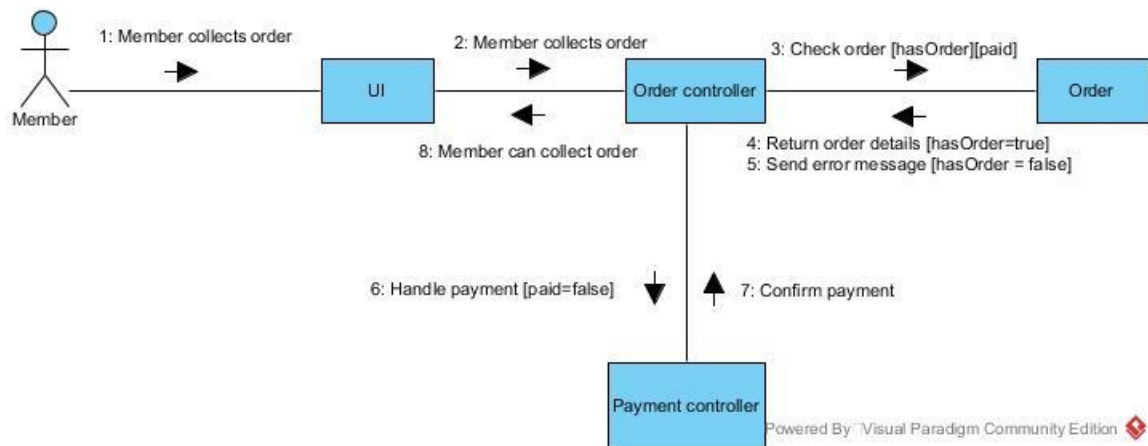 1: Member collects order
2: Member collects order
3: Check order [hasOrder][paid]
UI
Order controller
Order
Member
8: Member can collect order
4: Return order details [hasOrder=true]
5: Send error message [hasOrder = false]
6: Handle payment [paid=false]
7: Confirm payment
Payment controller
Powered By Visual Paradigm Community Edition